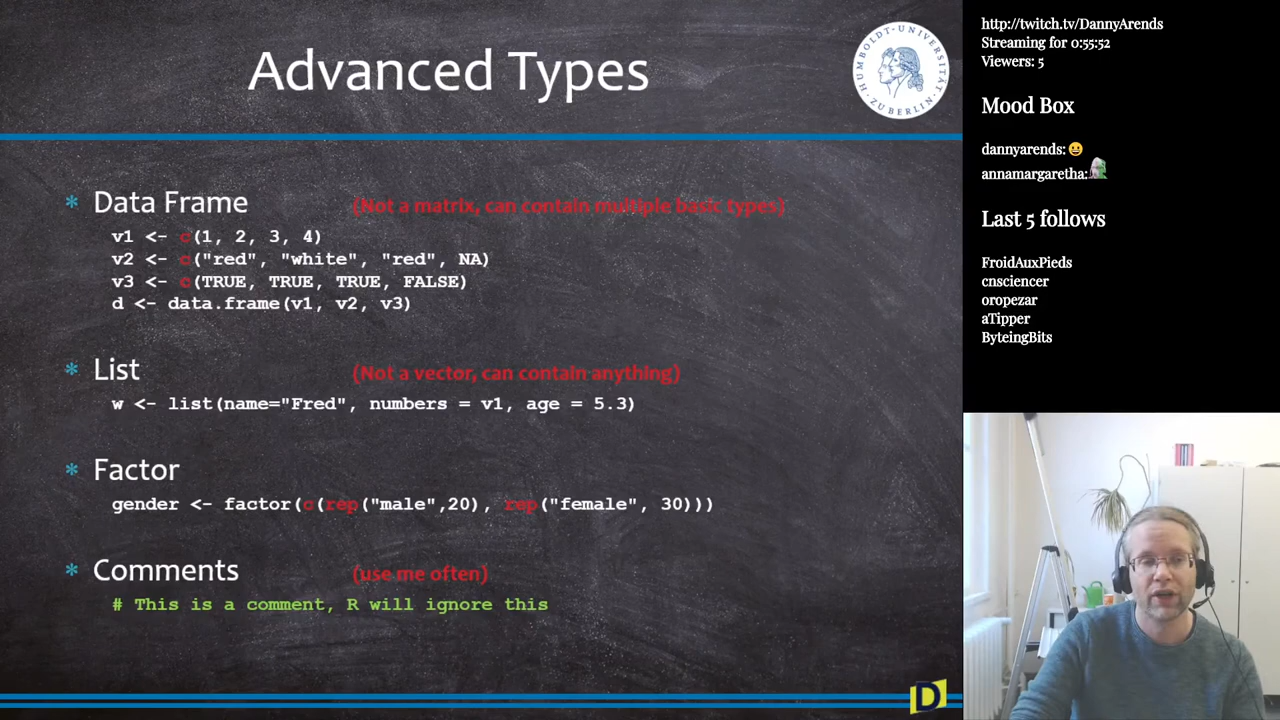 Advanced Types
HUMBOLDT-UNIVERSITÄT
ZU BERLIN
* Data Frame (Not a matrix, can contain multiple basic types)
v1 <- c(1, 2, 3, 4)
v2 <- c("red", "white", "red", NA)
v3 <- c(TRUE, TRUE, TRUE, FALSE)
d <- data.frame(v1, v2, v3)
* List (Not a vector, can contain anything)
w <- list(name="Fred", numbers = v1, age = 5.3)
* Factor
gender <- factor(c(rep("male",20), rep("female", 30)))
* Comments (use me often)
# This is a comment, R will ignore this
D
http://twitch.tv/DannyArends
Streaming for 0:55:52
Viewers: 5
Mood Box
dannyarends:
annamargaretha:
Last 5 follows
FroidAuxPieds
cnsciencer
oropezar
aTipper
ByteingBits